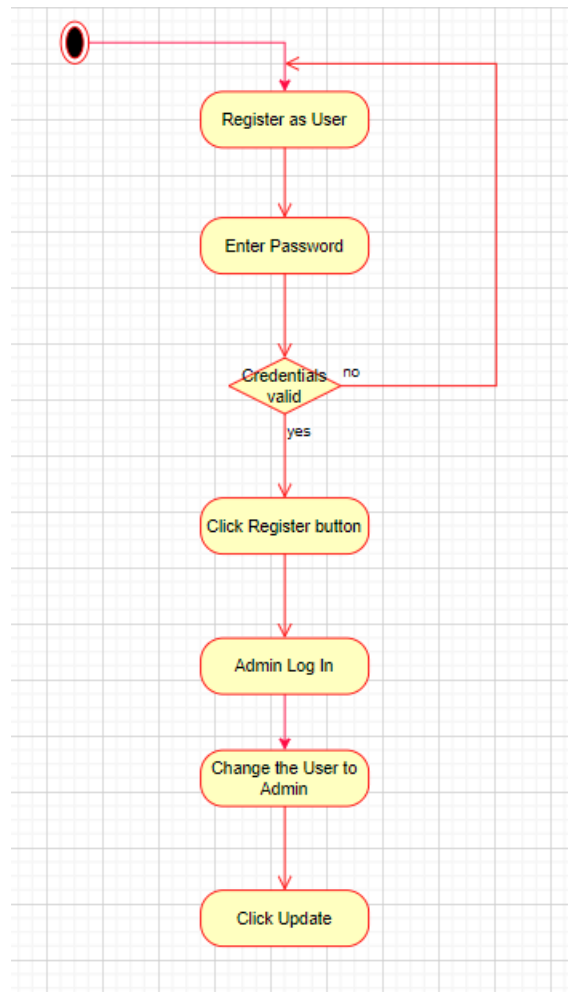 Register as User
Enter Password
Credentials
valid
no
yes
Click Register button
Admin Log In
Change the User to
Admin
Click Update